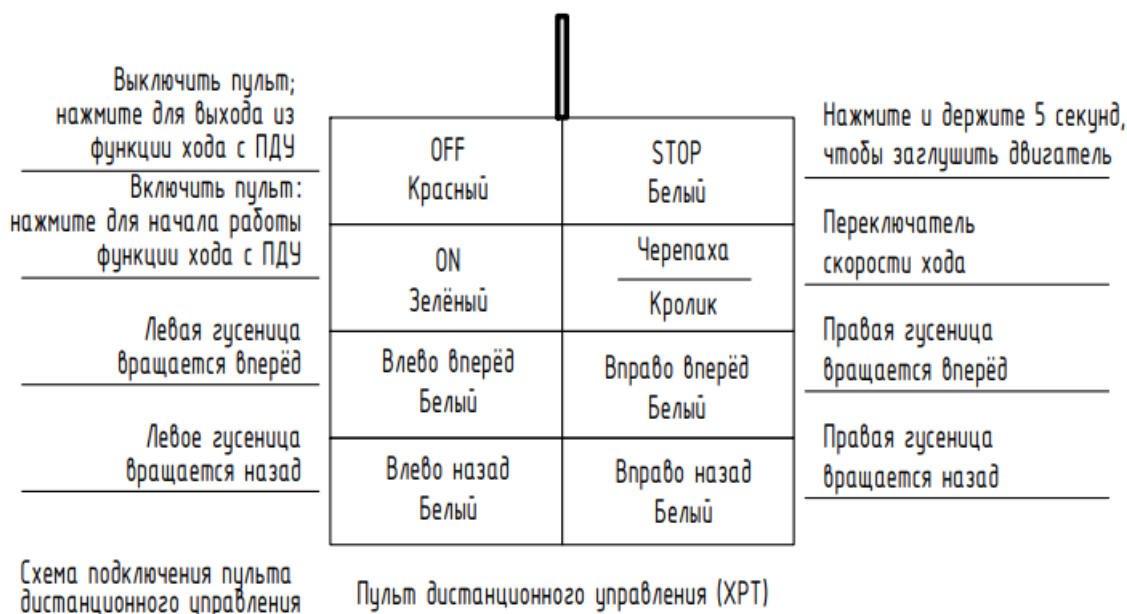 Выключить пульт;
нажмите для выхода из
функции хода с ПДУ
Включить пульт:
нажмите для начала работы
функции хода с ПДУ
Левая гусеница
вращается вперёд
Левое гусеница
вращается назад
OFF
Красный
STOP
Белый
ON
Зелёный
Черепаха
Кролик
Влево вперёд
Белый
Вправо вперёд
Белый
Влево назад
Белый
Вправо назад
Белый
Нажмите и держите 5 секунд,
чтобы заглушить двигатель
Переключатель
скорости хода
Правая гусеница
вращается вперёд
Правая гусеница
вращается назад
Схема подключения пульта
дистанционного управления
Пульт дистанционного управления (ХРТ)